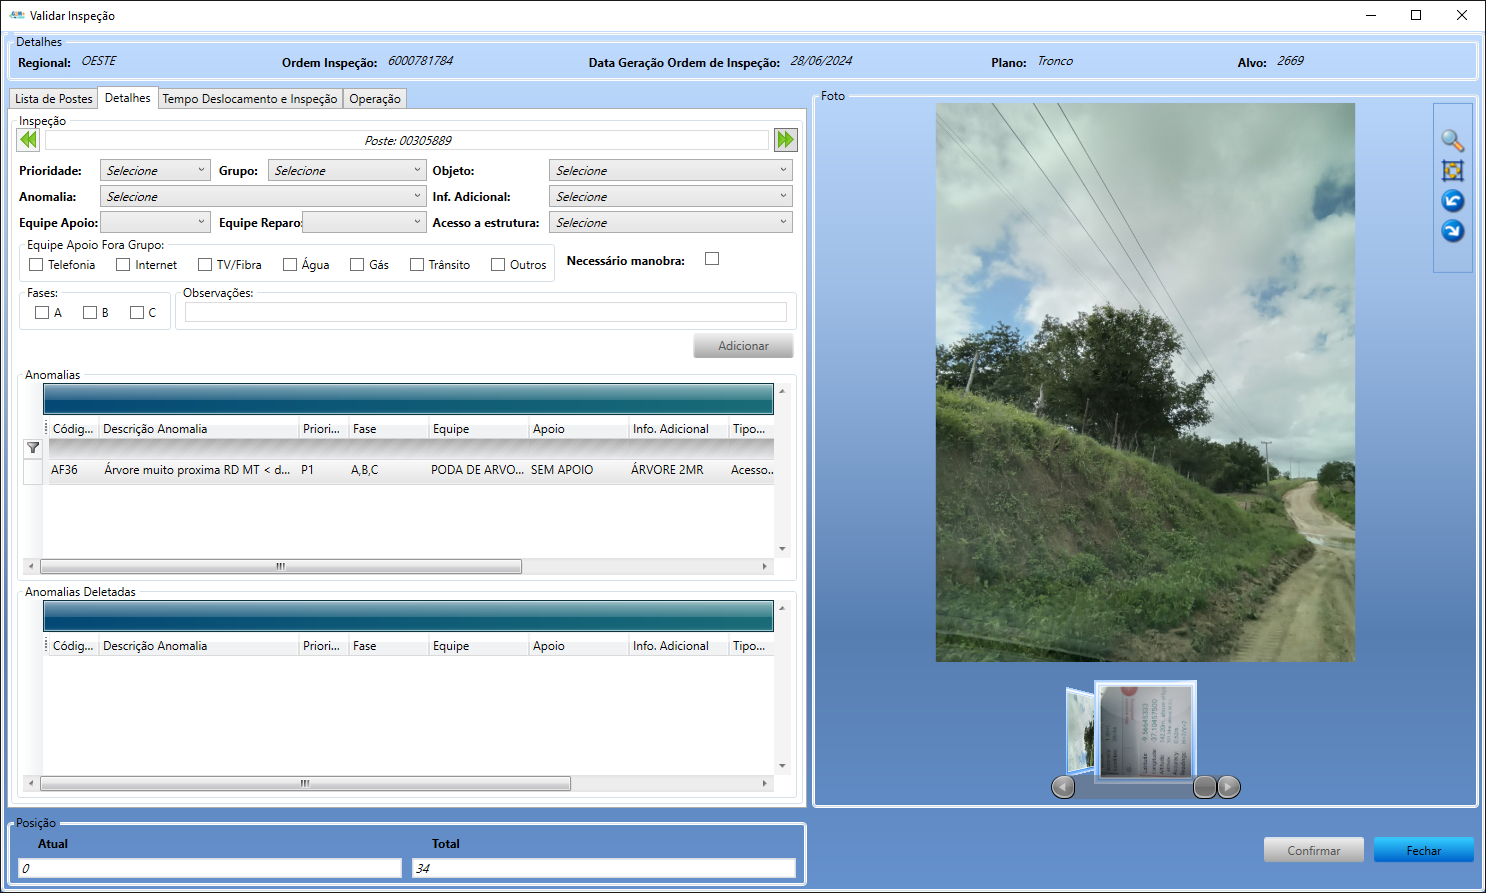 Validar Inspeção
Detalhes
Regional: OESTE Ordem Inspeção: 6000781784 Data Geração Ordem de Inspeção: 28/06/2024 Plano: Tronco Alvo: 2669
Lista de Postes Detalhes Tempo Deslocamento e Inspeção Operação
Inspeção
Poste: 00305889
Prioridade: Selecione Grupo: Selecione Objeto: Selecione
Anomalia: Selecione Inf. Adicional: Selecione
Equipe Apoio: Equipe Reparo: Acesso a estrutura: Selecione
Equipe Apoio Fora Grupo:
Telefonia Internet TV/Fibra Água Gás Trânsito Outros Necessário manobra:
Fases: Observações:
A B C
Adicionar
Anomalias
Códig... Descrição Anomalia Priori... Fase Equipe Apoio Info. Adicional Tipo...
AF36 Árvore muito proxima RD MT < d... P1 A,B,C PODA DE ARVO... SEM APOIO ÁRVORE 2MR Acesso..
Anomalias Deletadas
Códig... Descrição Anomalia Priori... Fase Equipe Apoio Info. Adicional Tipo...
Posição
Atual Total
0 34
Foto
Latitude:
Longitude:
Altitude:
Confirmar Fechar